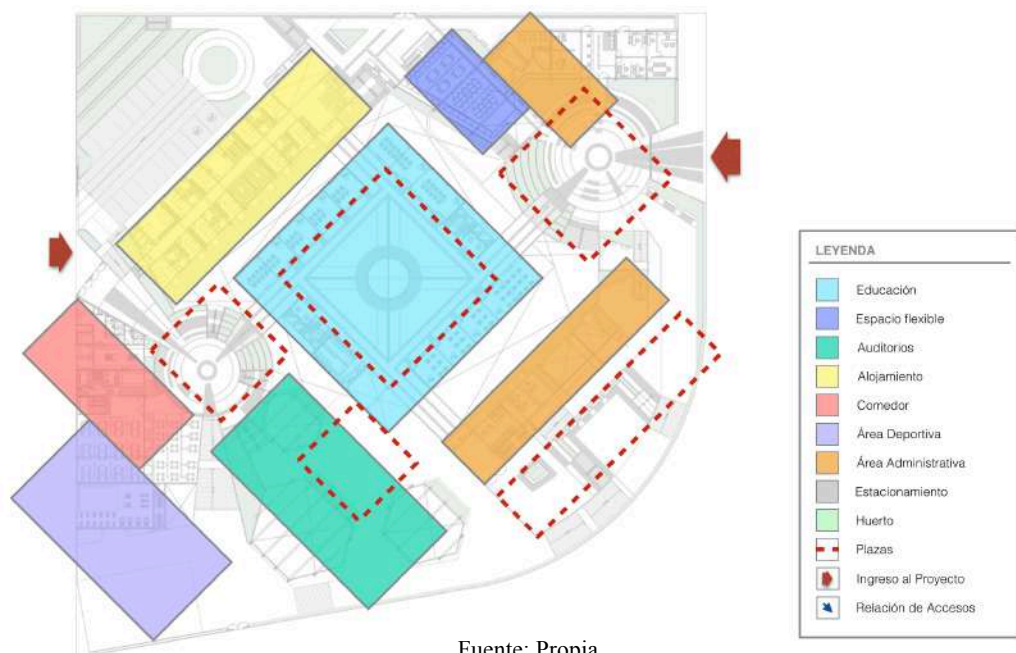 LEYENDA
Educación
Espacio flexible
Auditorios
Alojamiento
Comedor
Área Deportiva
Área Administrativa
Estacionamiento
Huerto
Plazas
Ingreso al Proyecto
Relación de Accesos
Fuente: Propia